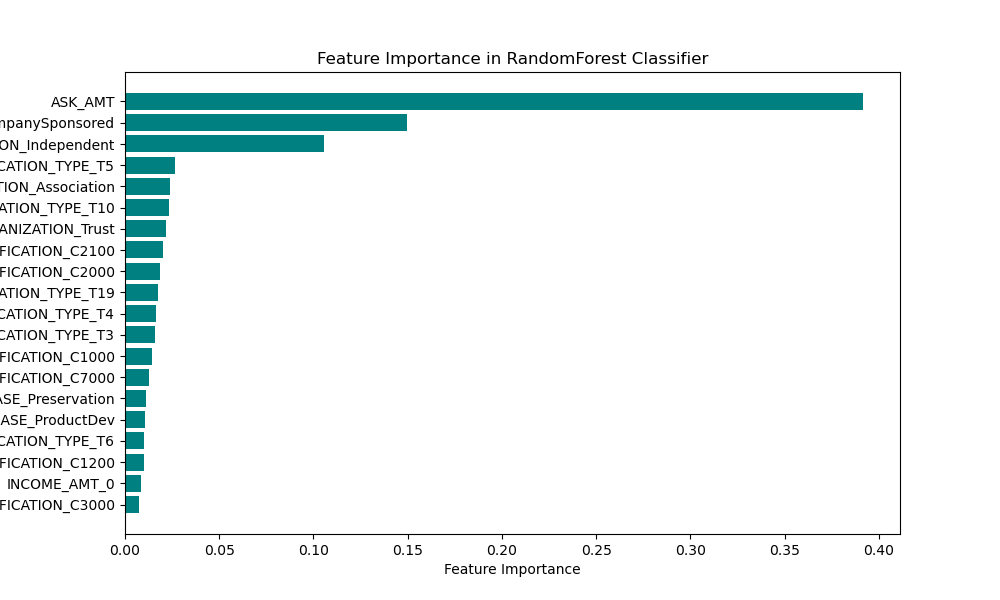 Feature Importance in RandomForest Classifier
ASK_AMT
mpanySponsored
ON_Independent
CATION_TYPE_T5
TION_Association
ATION_TYPE_T10
ANIZATION_Trust
FICATION_C2100
FICATION_C2000
ATION_TYPE_T19
CATION_TYPE_T4
CATION_TYPE_T3
FICATION_C1000
FICATION_C7000
ASE_Preservation
ASE_ProductDev
CATION_TYPE_T6
FICATION_C1200
INCOME_AMT_0
FICATION_C3000
0.00 0.05 0.10 0.15 0.20 0.25 0.30 0.35 0.40
Feature Importance